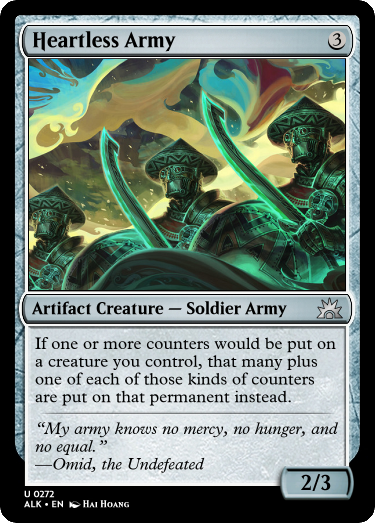 Heartless Army 3
Artifact Creature — Soldier Army
If one or more counters would be put on
a creature you control, that many plus
one of each of those kinds of counters
are put on that permanent instead.
“My army knows no mercy, no hunger, and
no equal.”
—Omid, the Undefeated
2/3
U 0272
ALK • EN Hai Hoang